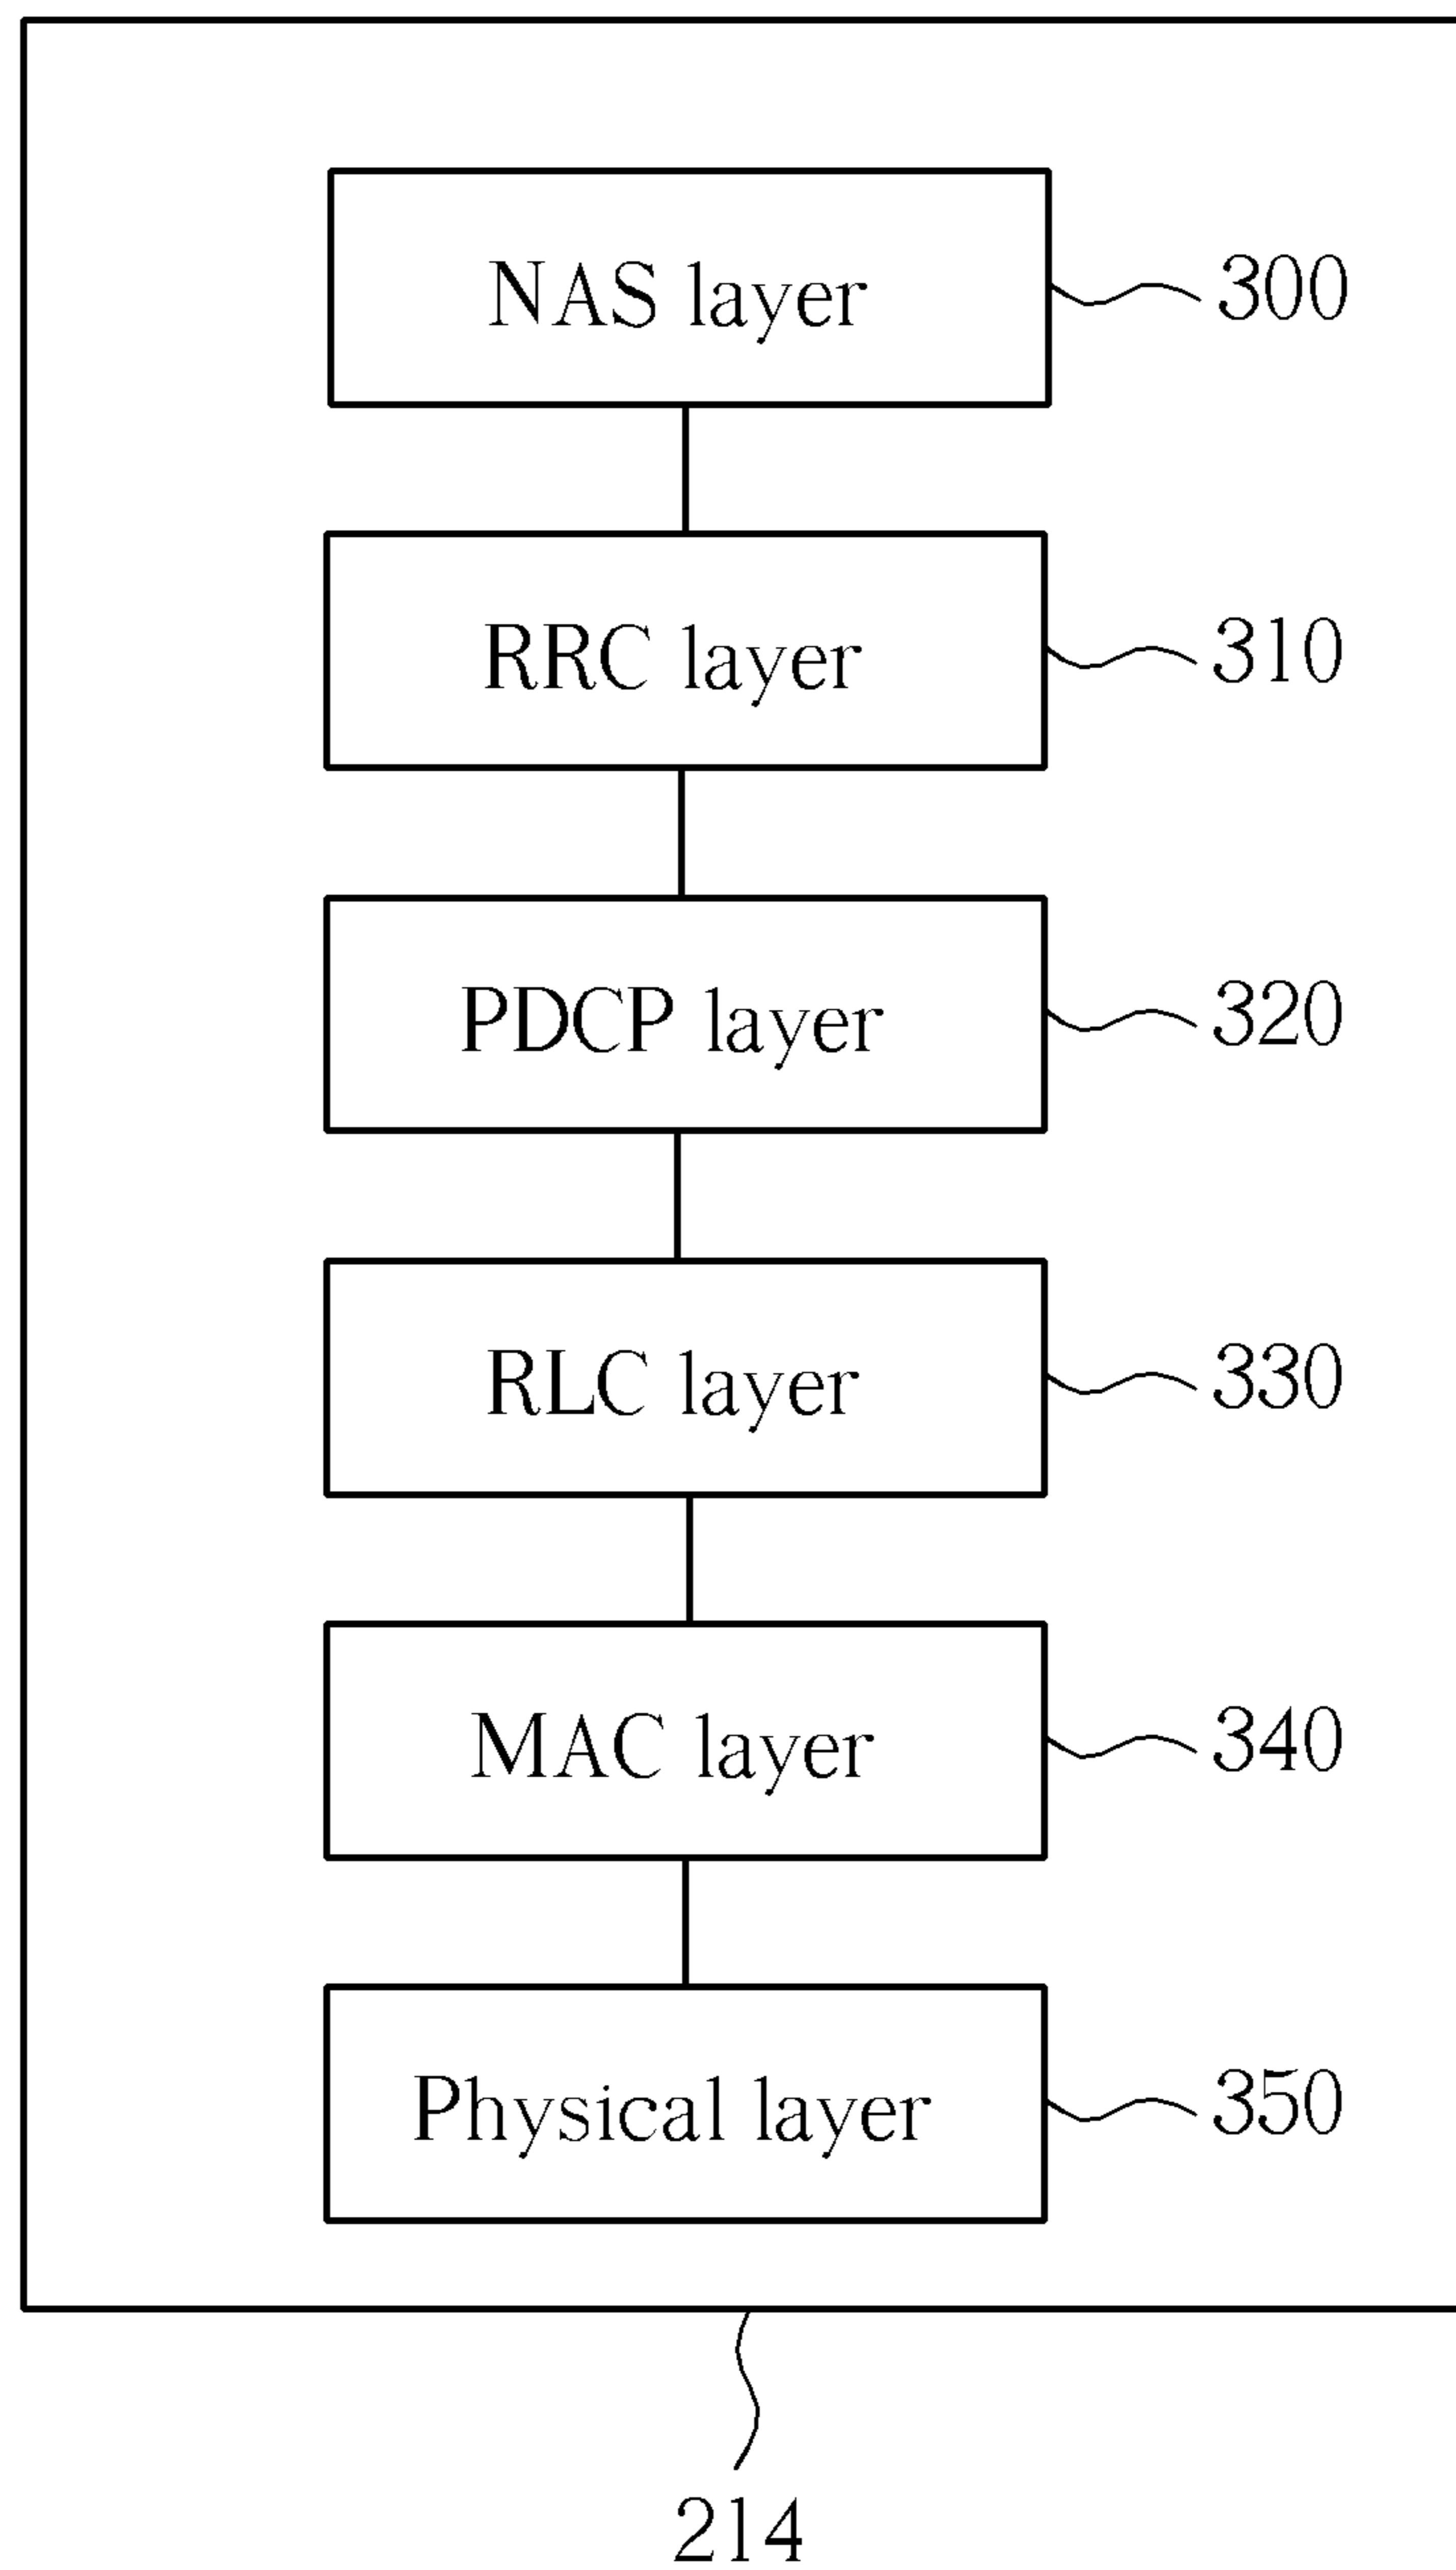 NAS layer 300
RRC layer 310
PDCP layer 320
RLC layer 330
MAC layer 340
Physical layer 350
214